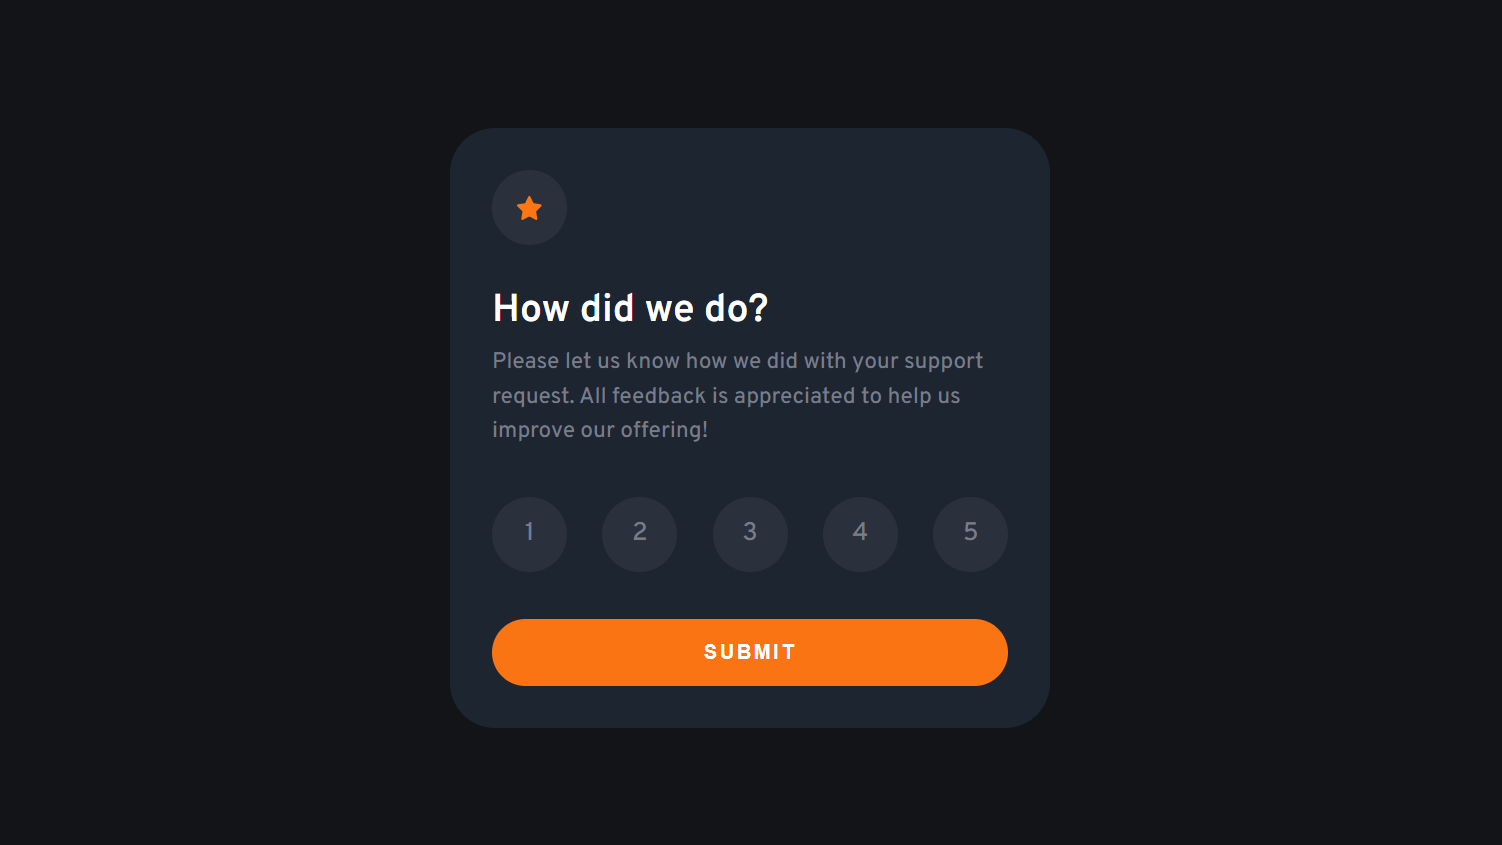 How did we do?
Please let us know how we did with your support
request. All feedback is appreciated to help us
improve our offering!
1 2 3 4 5
SUBMIT